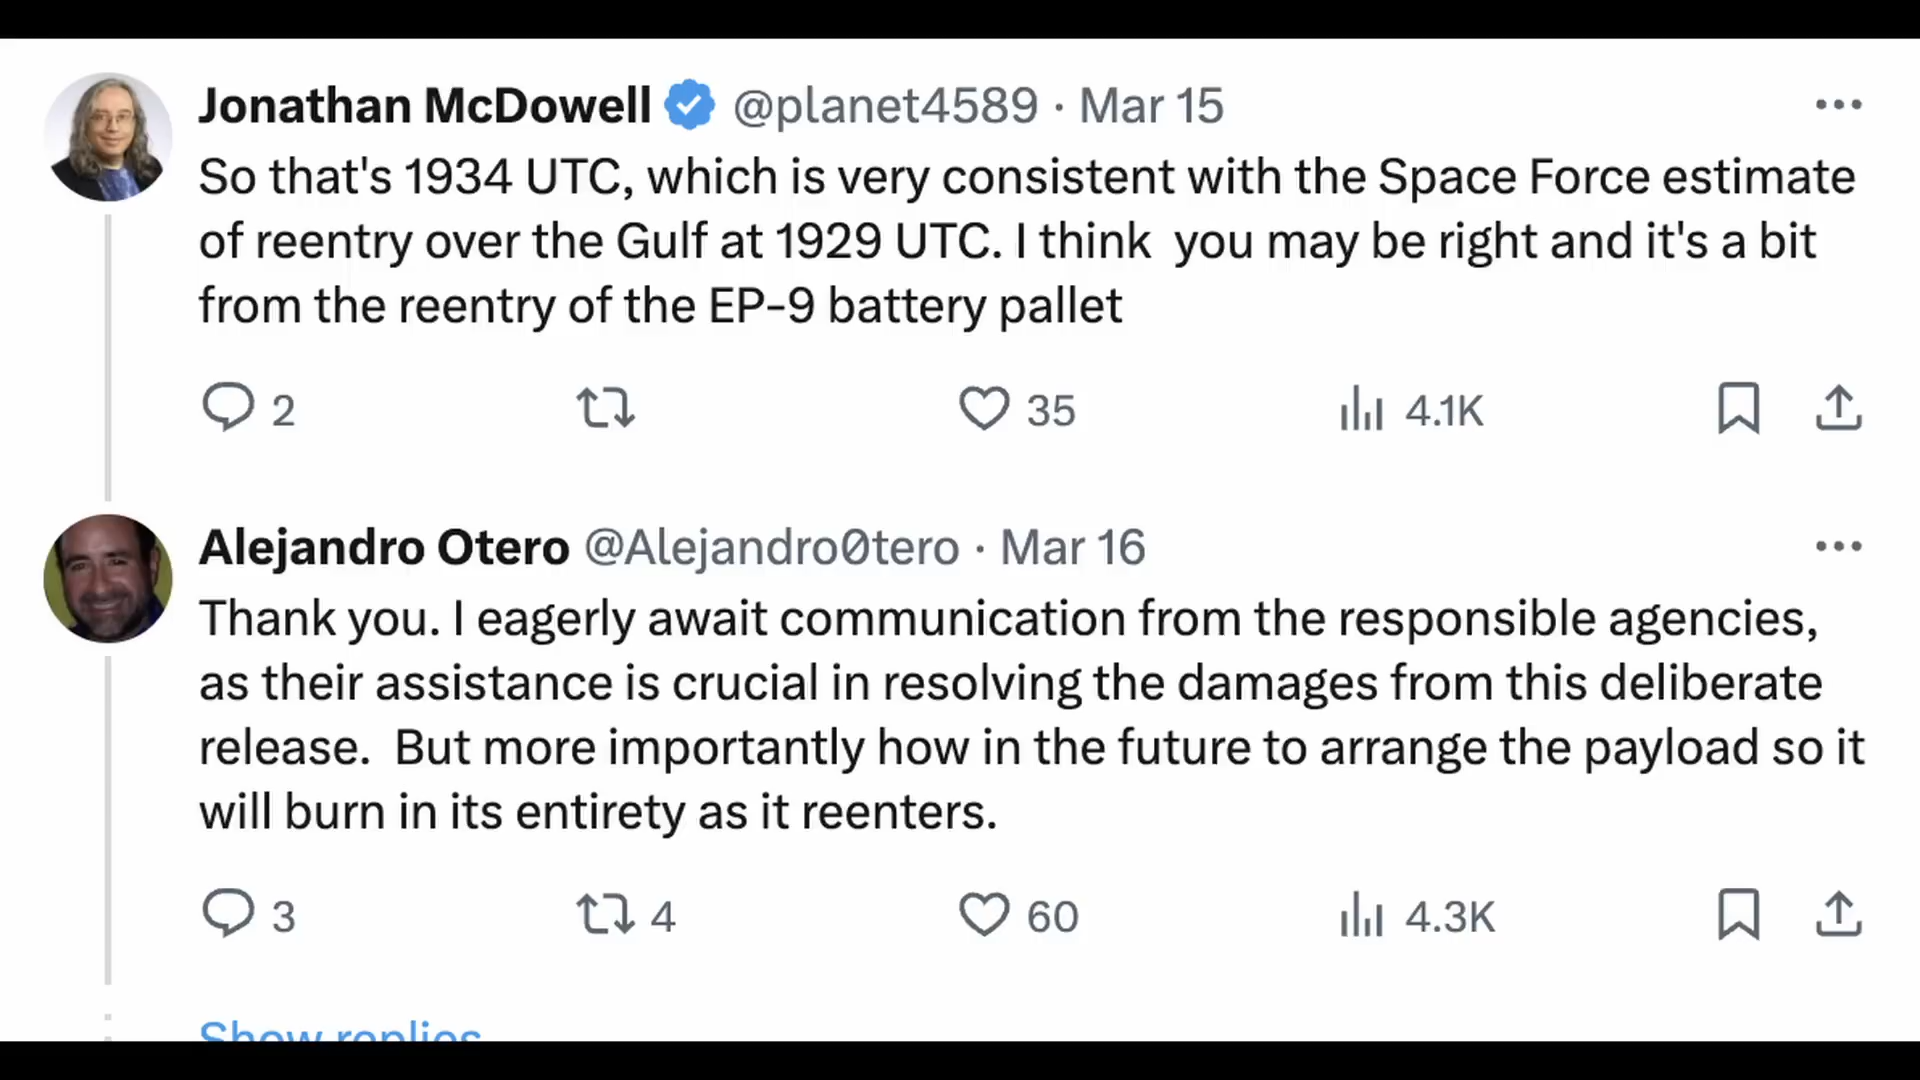 Jonathan McDowell @planet4589 · Mar 15
So that's 1934 UTC, which is very consistent with the Space Force estimate
of reentry over the Gulf at 1929 UTC. I think  you may be right and it's a bit
from the reentry of the EP-9 battery pallet
2 35 4.1K
Alejandro Otero @Alejandro0tero · Mar 16
Thank you. I eagerly await communication from the responsible agencies,
as their assistance is crucial in resolving the damages from this deliberate
release.  But more importantly how in the future to arrange the payload so it
will burn in its entirety as it reenters.
3 4 60 4.3K
Show replies